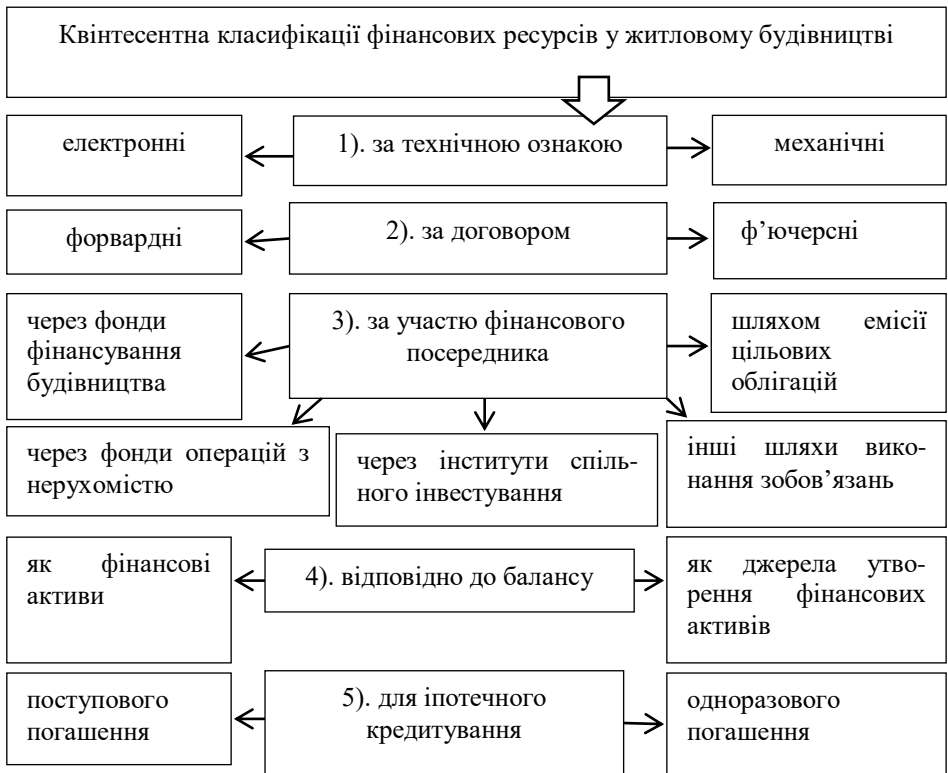 Квінтесентна класифікації фінансових ресурсів у житловому будівництві
електронні
1). за технічною ознакою
механічні
форвардні
2). за договором
ф’ючерсні
через фонди
фінансування
будівництва
3). за участю фінансового
посередника
шляхом емісії
цільових
облігацій
через фонди операцій з
нерухомістю
через інститути спіль-
ного інвестування
інші шляхи вико-
нання зобов’язань
як фінансові
активи
4). відповідно до балансу
як джерела утво-
рення фінансових
активів
поступового
погашення
5). для іпотечного
кредитування
одноразового
погашення